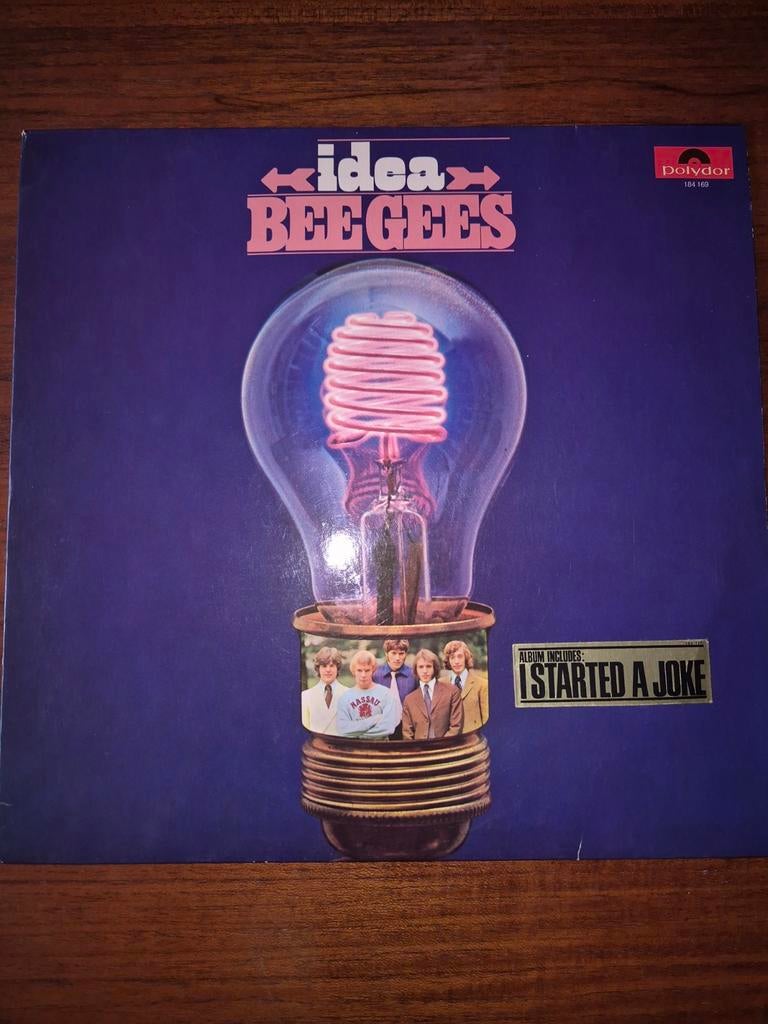 idea
BEE GEES
polydor
184 169
NASSAU
ALBUM INCLUDES:
I STARTED A JOKE